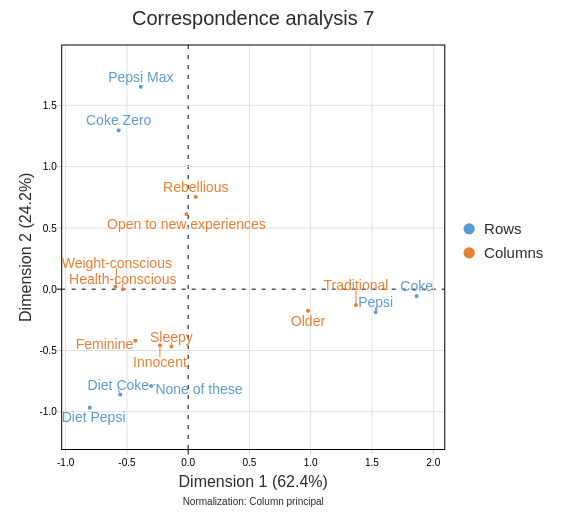 Correspondence analysis 7
Pepsi Max
1.5
Coke Zero
1.0
Rebellious
Open to new experiences
0.5
Rows
Columns
Weight-conscious
Health-conscious
Traditional
Coke
0.0
Pepsi
Older
Sleepy
Feminine
-0.5
Innocent
Diet Coke
None of these
-1.0
Diet Pepsi
Dimension 2 (24.2%)
-1.0 -0.5 0.0 0.5 1.0 1.5 2.0
Dimension 1 (62.4%)
Normalization: Column principal